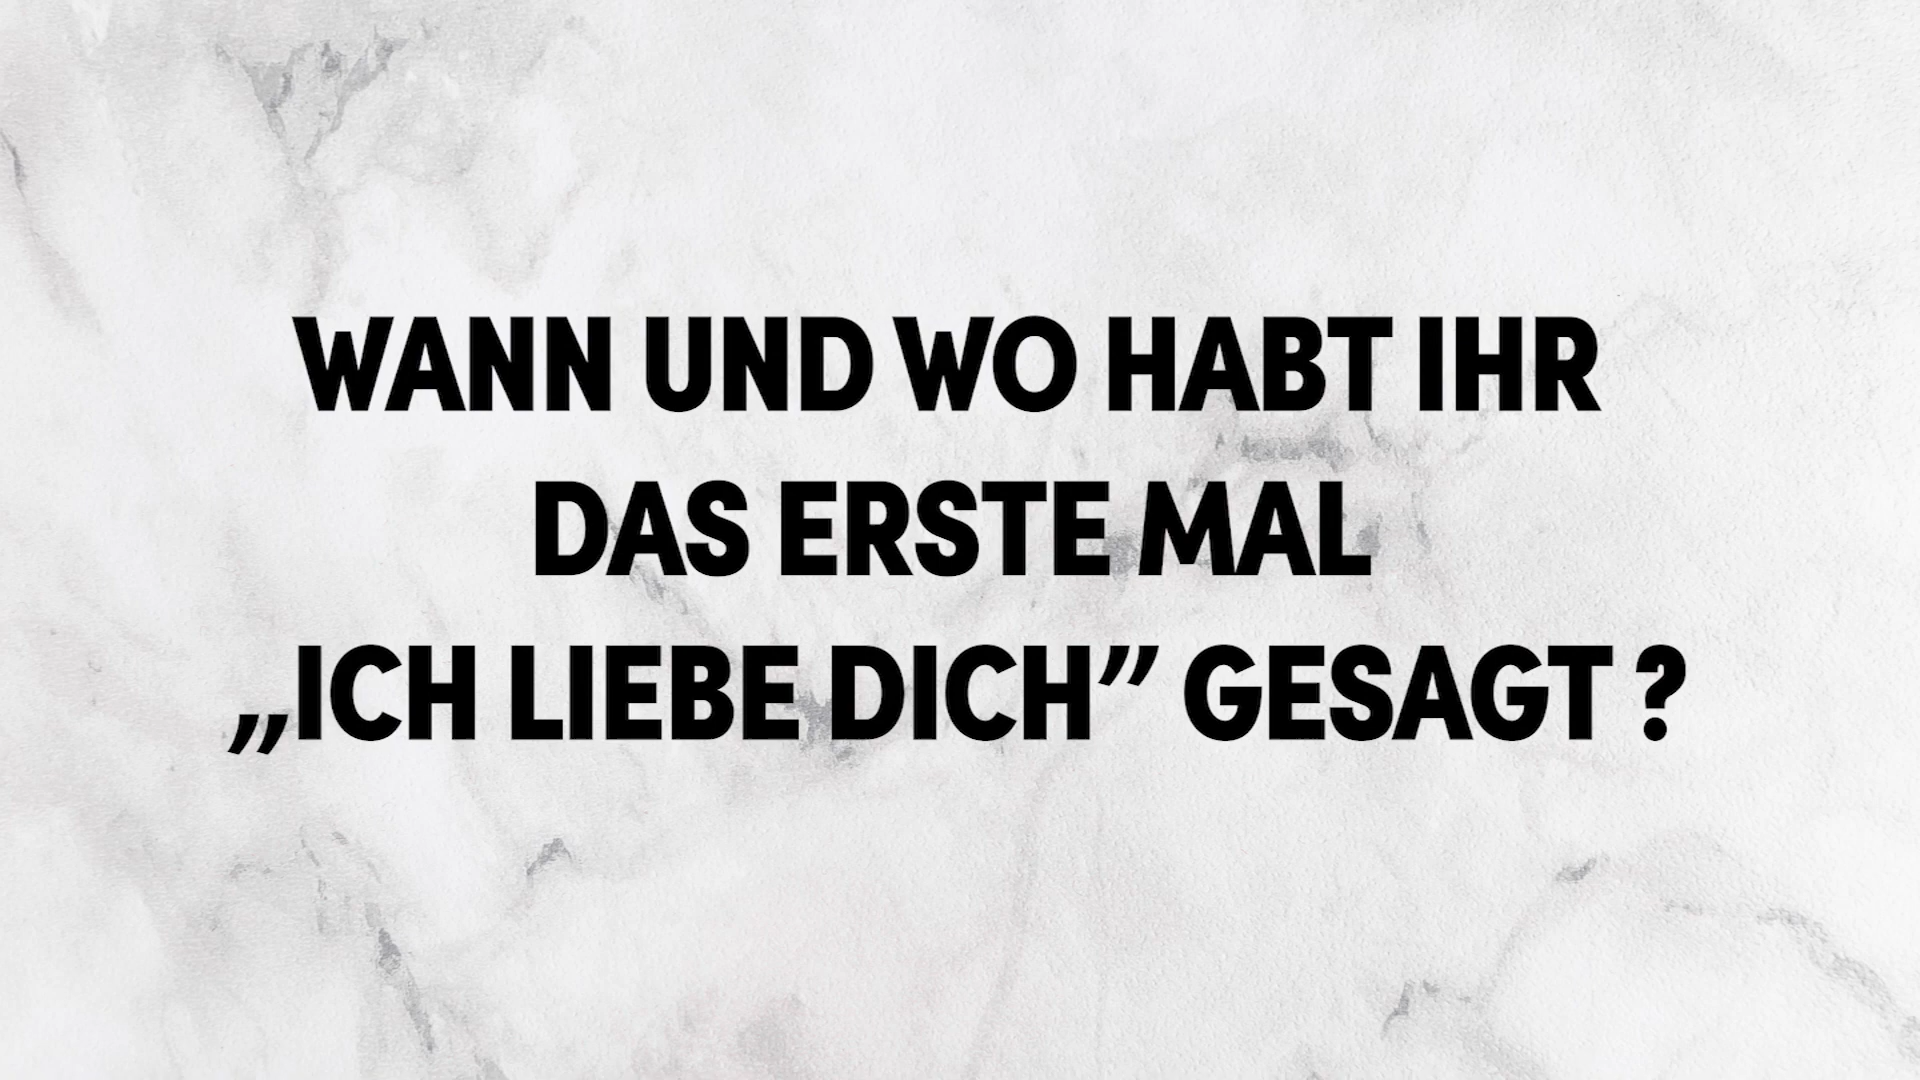 WANN UND WO HABT IHR
DAS ERSTE MAL
„ICH LIEBE DICH” GESAGT ?